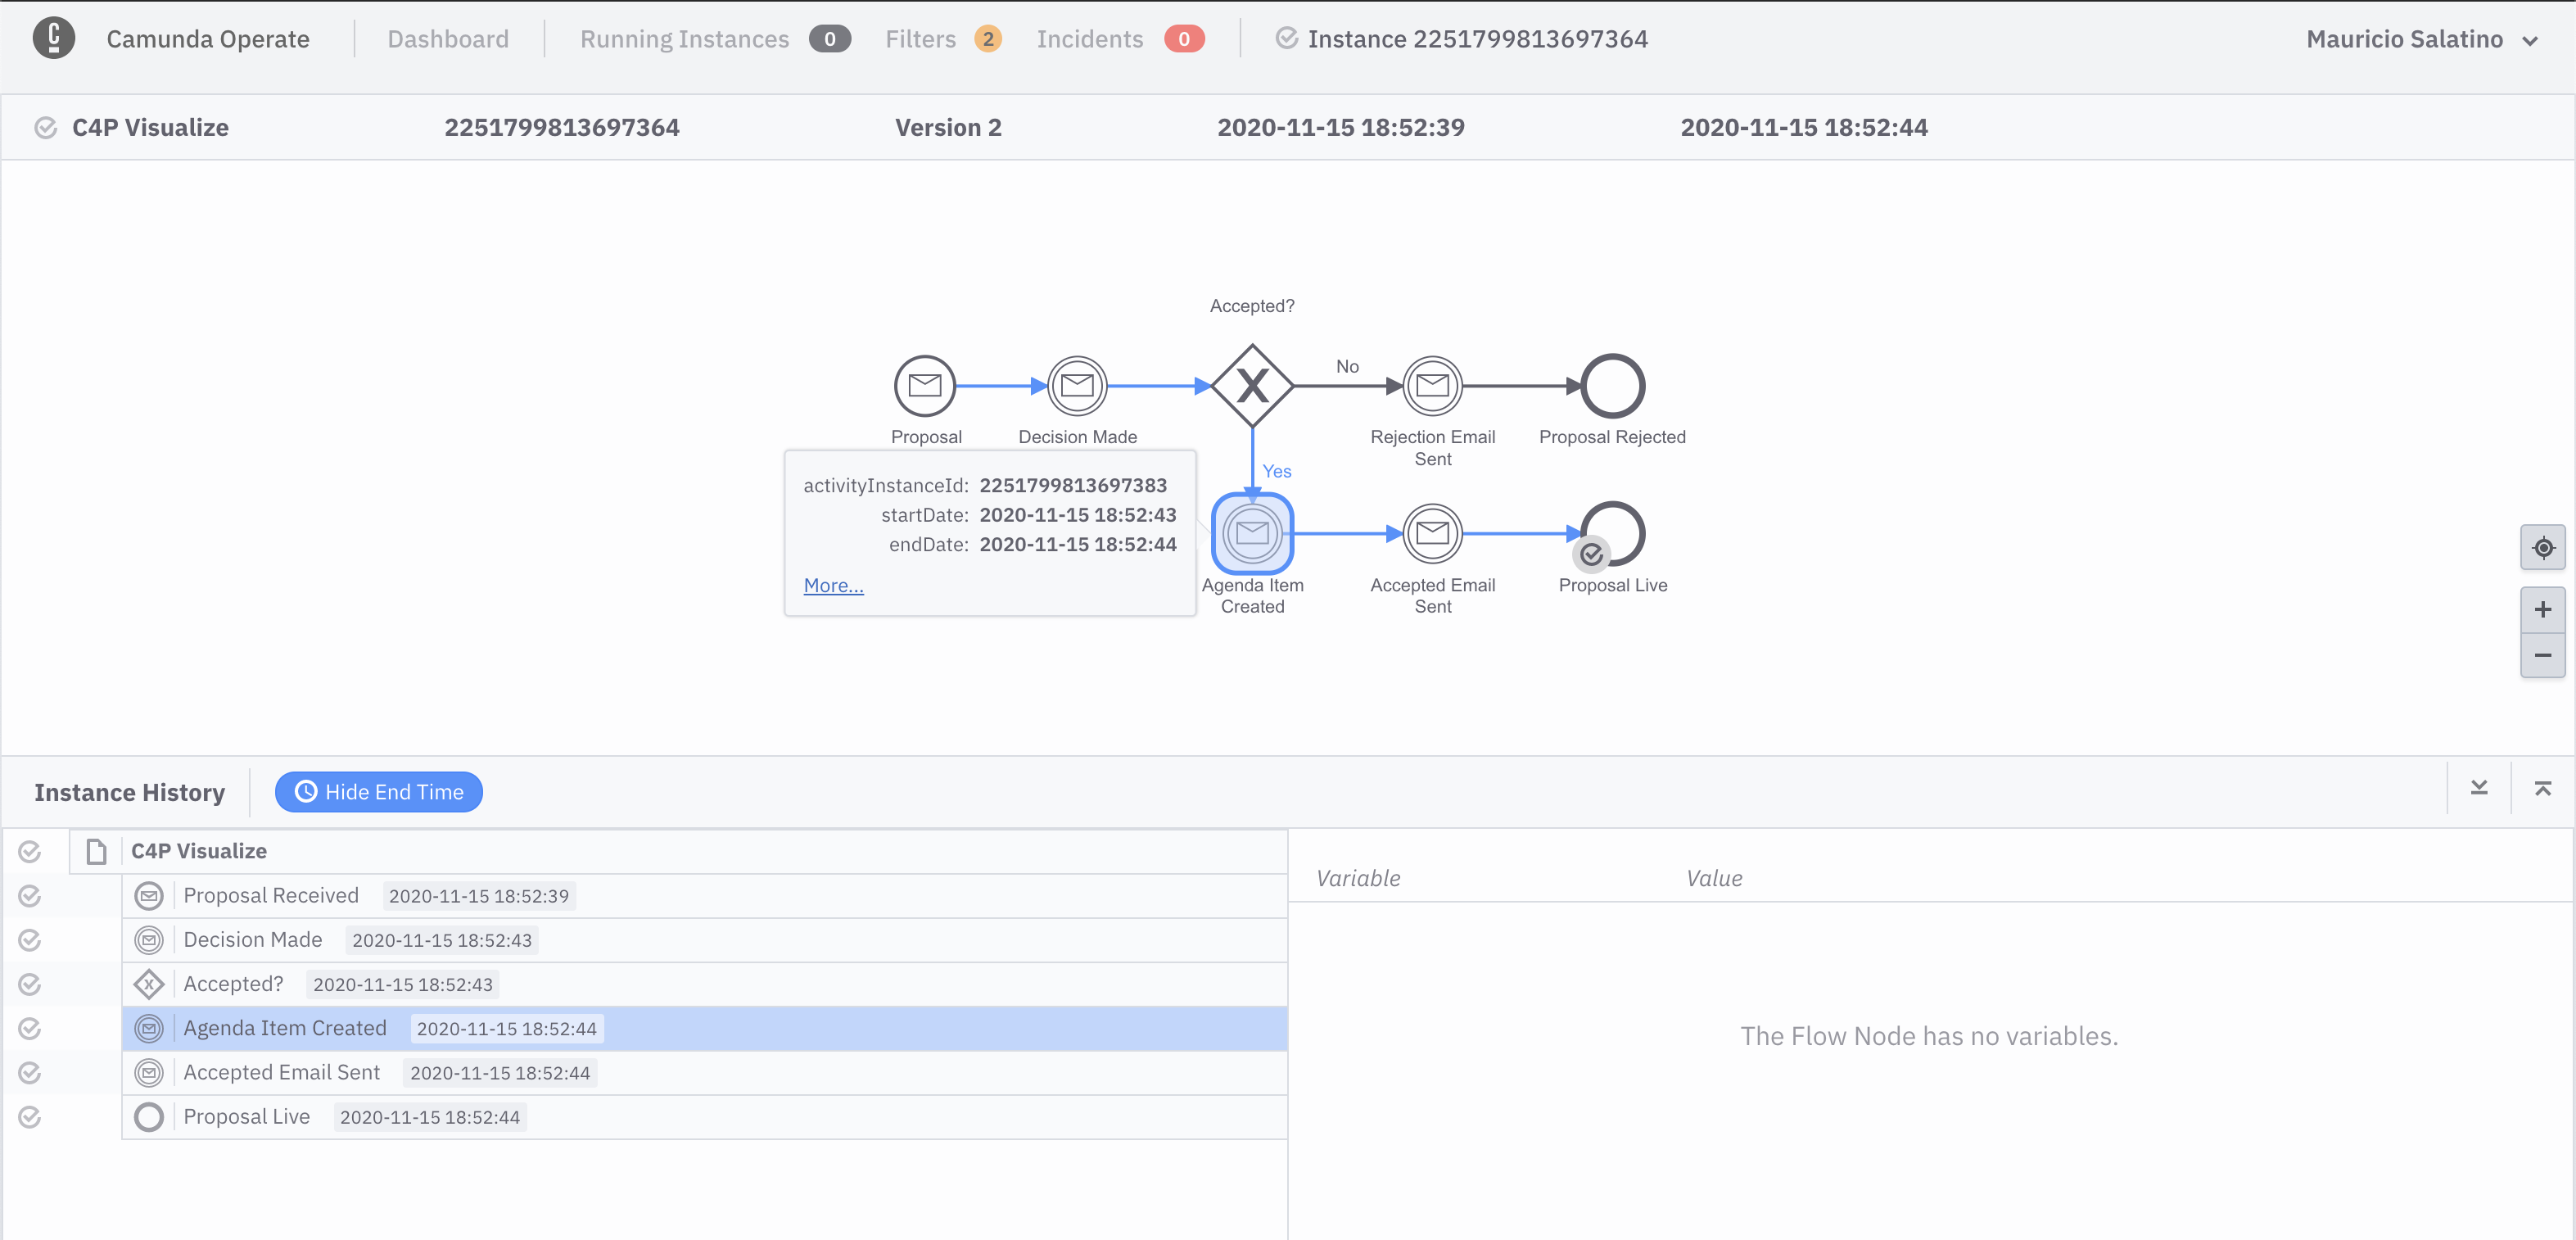 Camunda Operate
Dashboard
Running Instances 0
Filters 2
Incidents 0
Instance 2251799813697364
Mauricio Salatino
C4P Visualize 2251799813697364 Version 2 2020-11-15 18:52:39 2020-11-15 18:52:44
Accepted?
No
Proposal
Decision Made
Rejection Email
Sent
Proposal Rejected
Yes
activityInstanceId: 2251799813697383
startDate: 2020-11-15 18:52:43
endDate: 2020-11-15 18:52:44
More...
Agenda Item
Created
Accepted Email
Sent
Proposal Live
Instance History
Hide End Time
C4P Visualize
Proposal Received 2020-11-15 18:52:39
Decision Made 2020-11-15 18:52:43
Accepted? 2020-11-15 18:52:43
Agenda Item Created 2020-11-15 18:52:44
Accepted Email Sent 2020-11-15 18:52:44
Proposal Live 2020-11-15 18:52:44
Variable Value
The Flow Node has no variables.